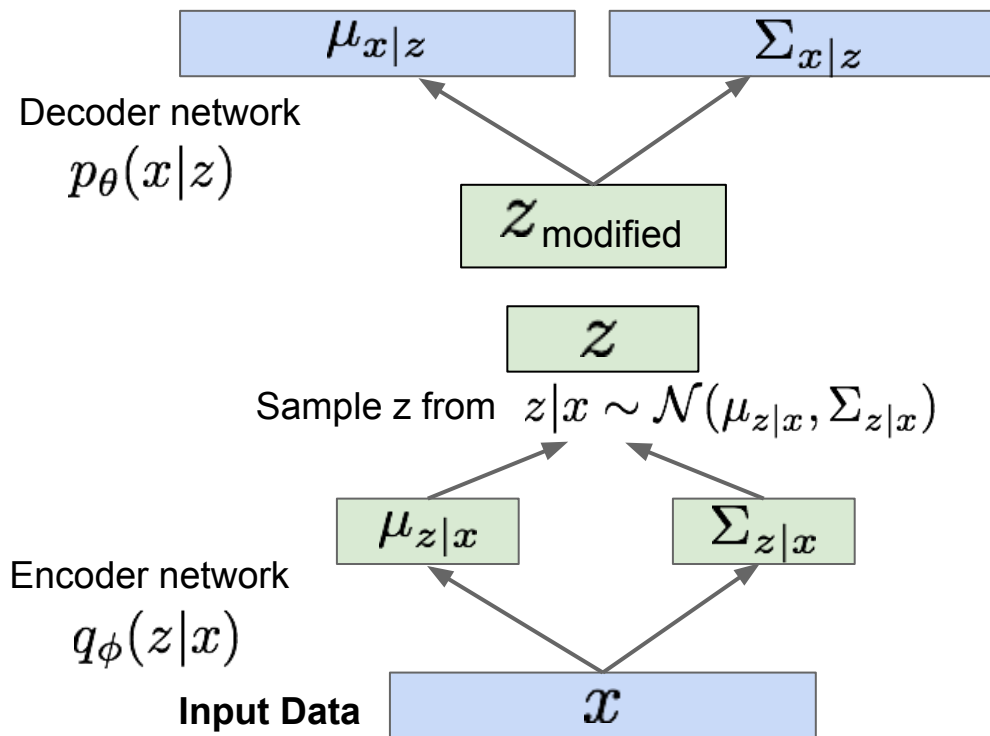 μ_{x|z} Σ_{x|z}
Decoder network
p_θ(x|z)
z_modified
z
Sample z from z|x ∼ 𝒩(μ_{z|x}, Σ_{z|x})
μ_{z|x} Σ_{z|x}
Encoder network
q_ϕ(z|x)
Input Data x